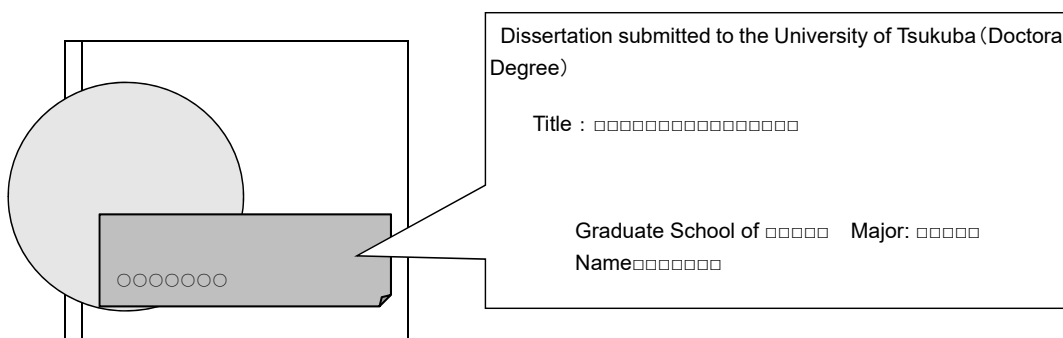 Dissertation submitted to the University of Tsukuba（Doctora
Degree）
Title：□□□□□□□□□□□□□□□□
Graduate School of □□□□□　Major: □□□□□
Name□□□□□□□
○○○○○○○